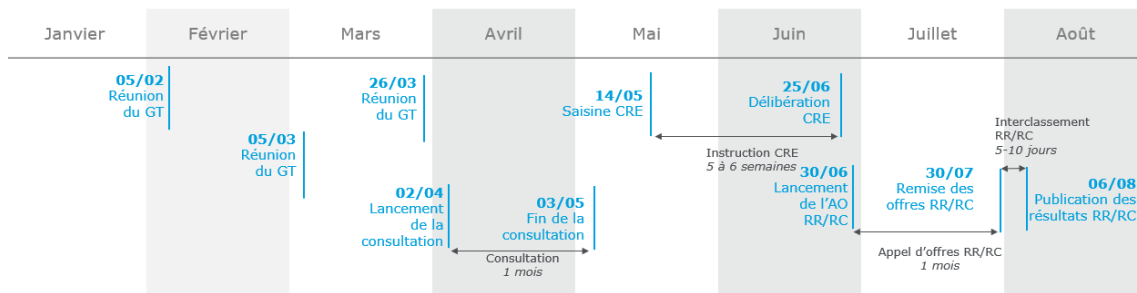 Janvier
Février
Mars
Avril
Mai
Juin
Juillet
Août
05/02
Réunion
du GT
05/03
Réunion
du GT
26/03
Réunion
du GT
02/04
Lancement
de la
consultation
03/05
Fin de la
consultation
Consultation
1 mois
14/05
Saisine CRE
25/06
Délibération
CRE
Instruction CRE
5 à 6 semaines
30/06
Lancement
de l’AO
RR/RC
30/07
Remise des
offres RR/RC
Appel d’offres RR/RC
1 mois
Interclassement
RR/RC
5-10 jours
06/08
Publication des
résultats RR/RC